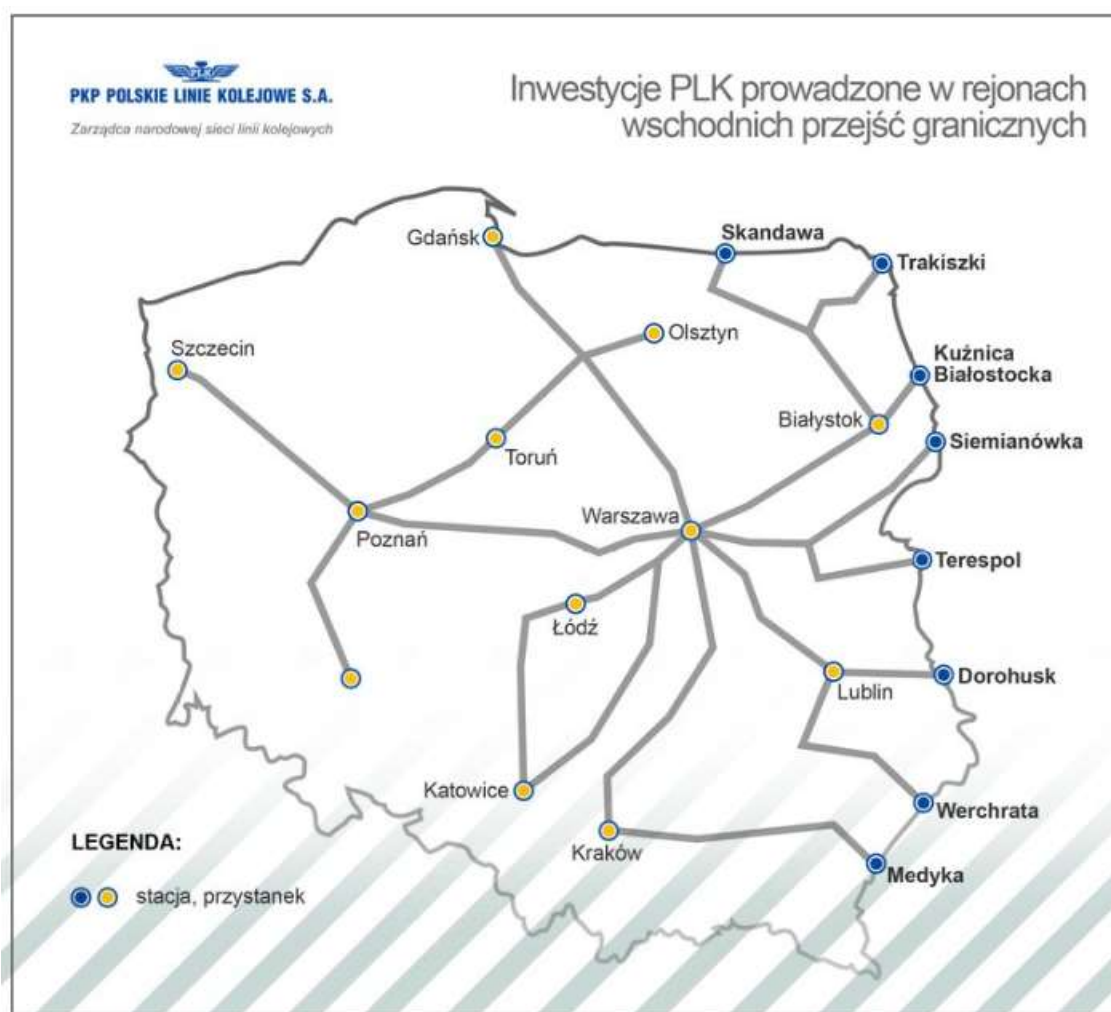 PLK
PKP POLSKIE LINIE KOLEJOWE S.A.
Zarządca narodowej sieci linii kolejowych
Inwestycje PLK prowadzone w rejonach
wschodnich przejść granicznych
Gdańsk
Skandawa
Trakiszki
Olsztyn
Szczecin
Kuźnica
Białostocka
Białystok
Siemianówka
Toruń
Warszawa
Poznań
Terespol
Łódź
Dorohusk
Lublin
Katowice
Werchrata
Kraków
Medyka
LEGENDA:
stacja, przystanek